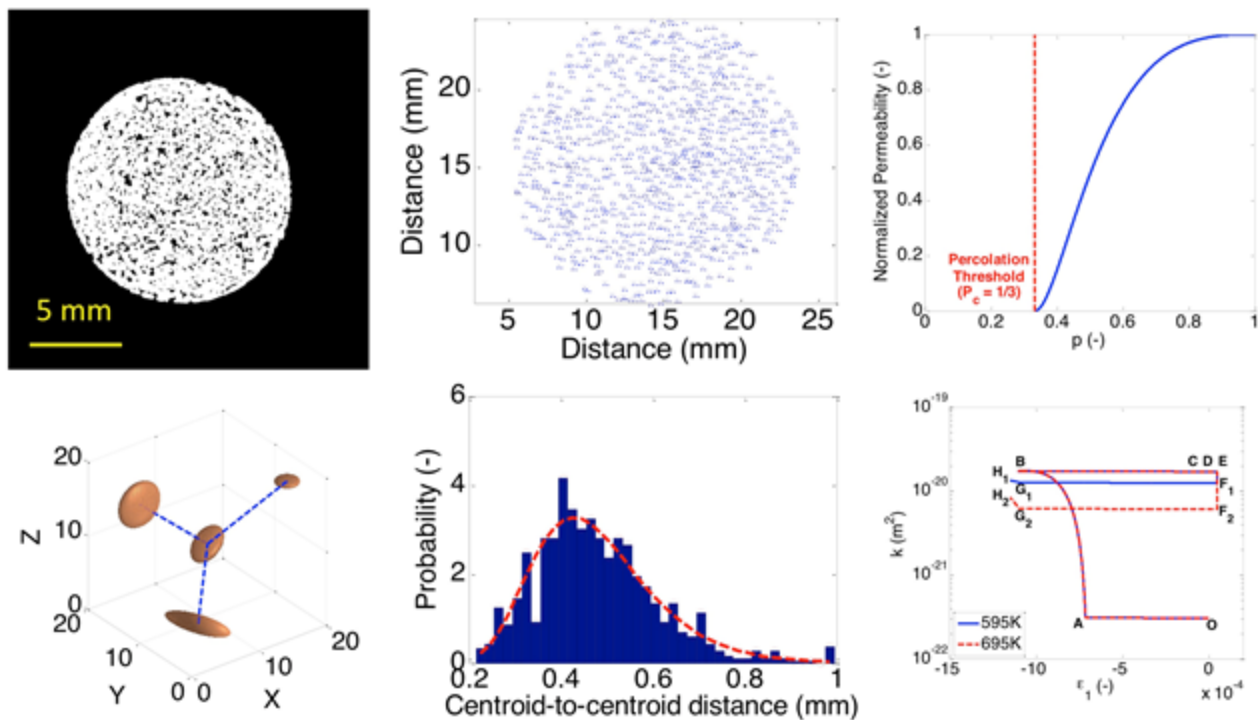 5 mm
Distance (mm)
20
15
10
5
10
15
20
25
Distance (mm)
Normalized Permeability (-)
1
0.8
0.6
0.4
0.2
0
Percolation
Threshold
(P_c = 1/3)
0
0.2
0.4
0.6
0.8
1
p (-)
Z
20
10
0
20
10
0
0
10
20
Y
X
Probability (-)
6
4
2
0
0.2
0.4
0.6
0.8
1
Centroid-to-centroid distance (mm)
k (m²)
10⁻¹⁹
10⁻²⁰
10⁻²¹
10⁻²²
B
C D E
H₁
G₁
F₁
H₂
G₂
F₂
A
O
595K
695K
-15
-10
-5
0
ε₁ (-)
x 10⁻⁴